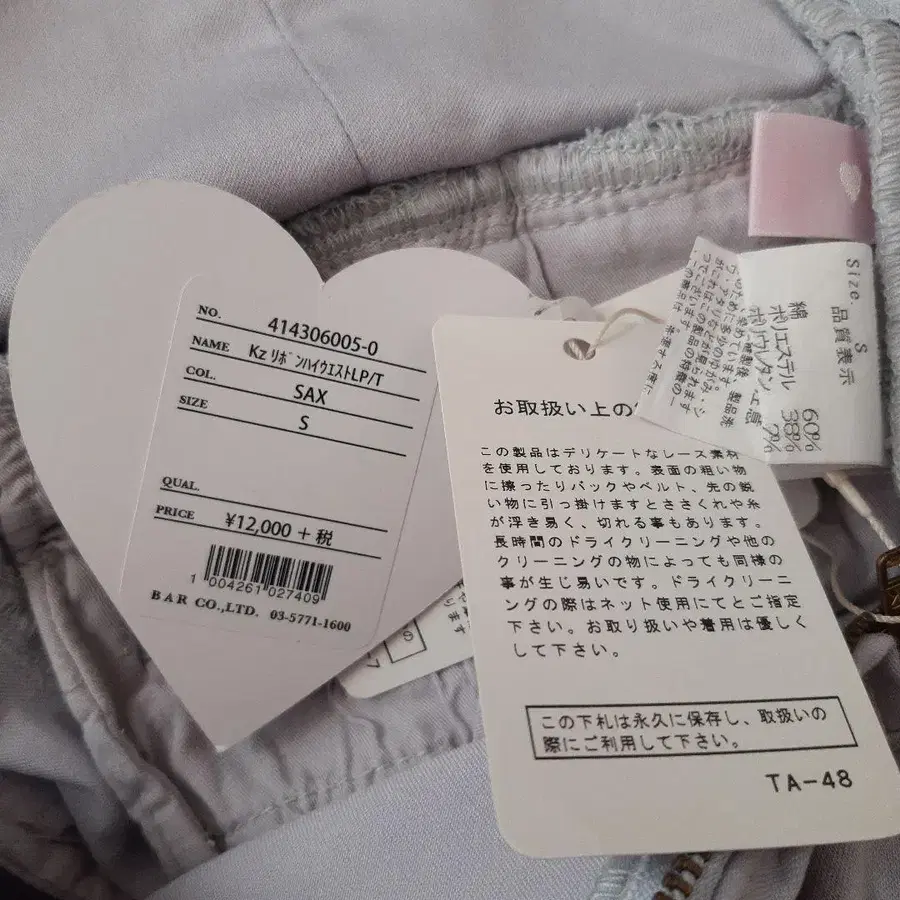 NO. 414306005-0
NAME Kz ﾘﾎﾞﾝﾊｲｳｴｽﾄLP/T
COL. SAX
SIZE S
QUAL.
PRICE ¥12,000 + 税
1 004261 027409
BAR CO.,LTD. 03-5771-1600
お取扱い上の
この製品はデリケートなレース素材
を使用しております。表面の粗い物
に擦ったりバックやベルト、先の鋭
い物に引っ掛けますとささくれや糸
が浮き易く、切れる事もあります。
長時間のドライクリーニングや他の
クリーニングの物によっても同様の
事が生じ易いです。ドライクリーニ
ングの際はネット使用にてとご指定
下さい。お取り扱いや着用は優しく
して下さい。
この下札は永久に保存し、取扱いの
際にご利用して下さい。
TA-48
Size. S
品質表示
綿 60%
ポリエステル 38%
ポリウレタン 2%
S